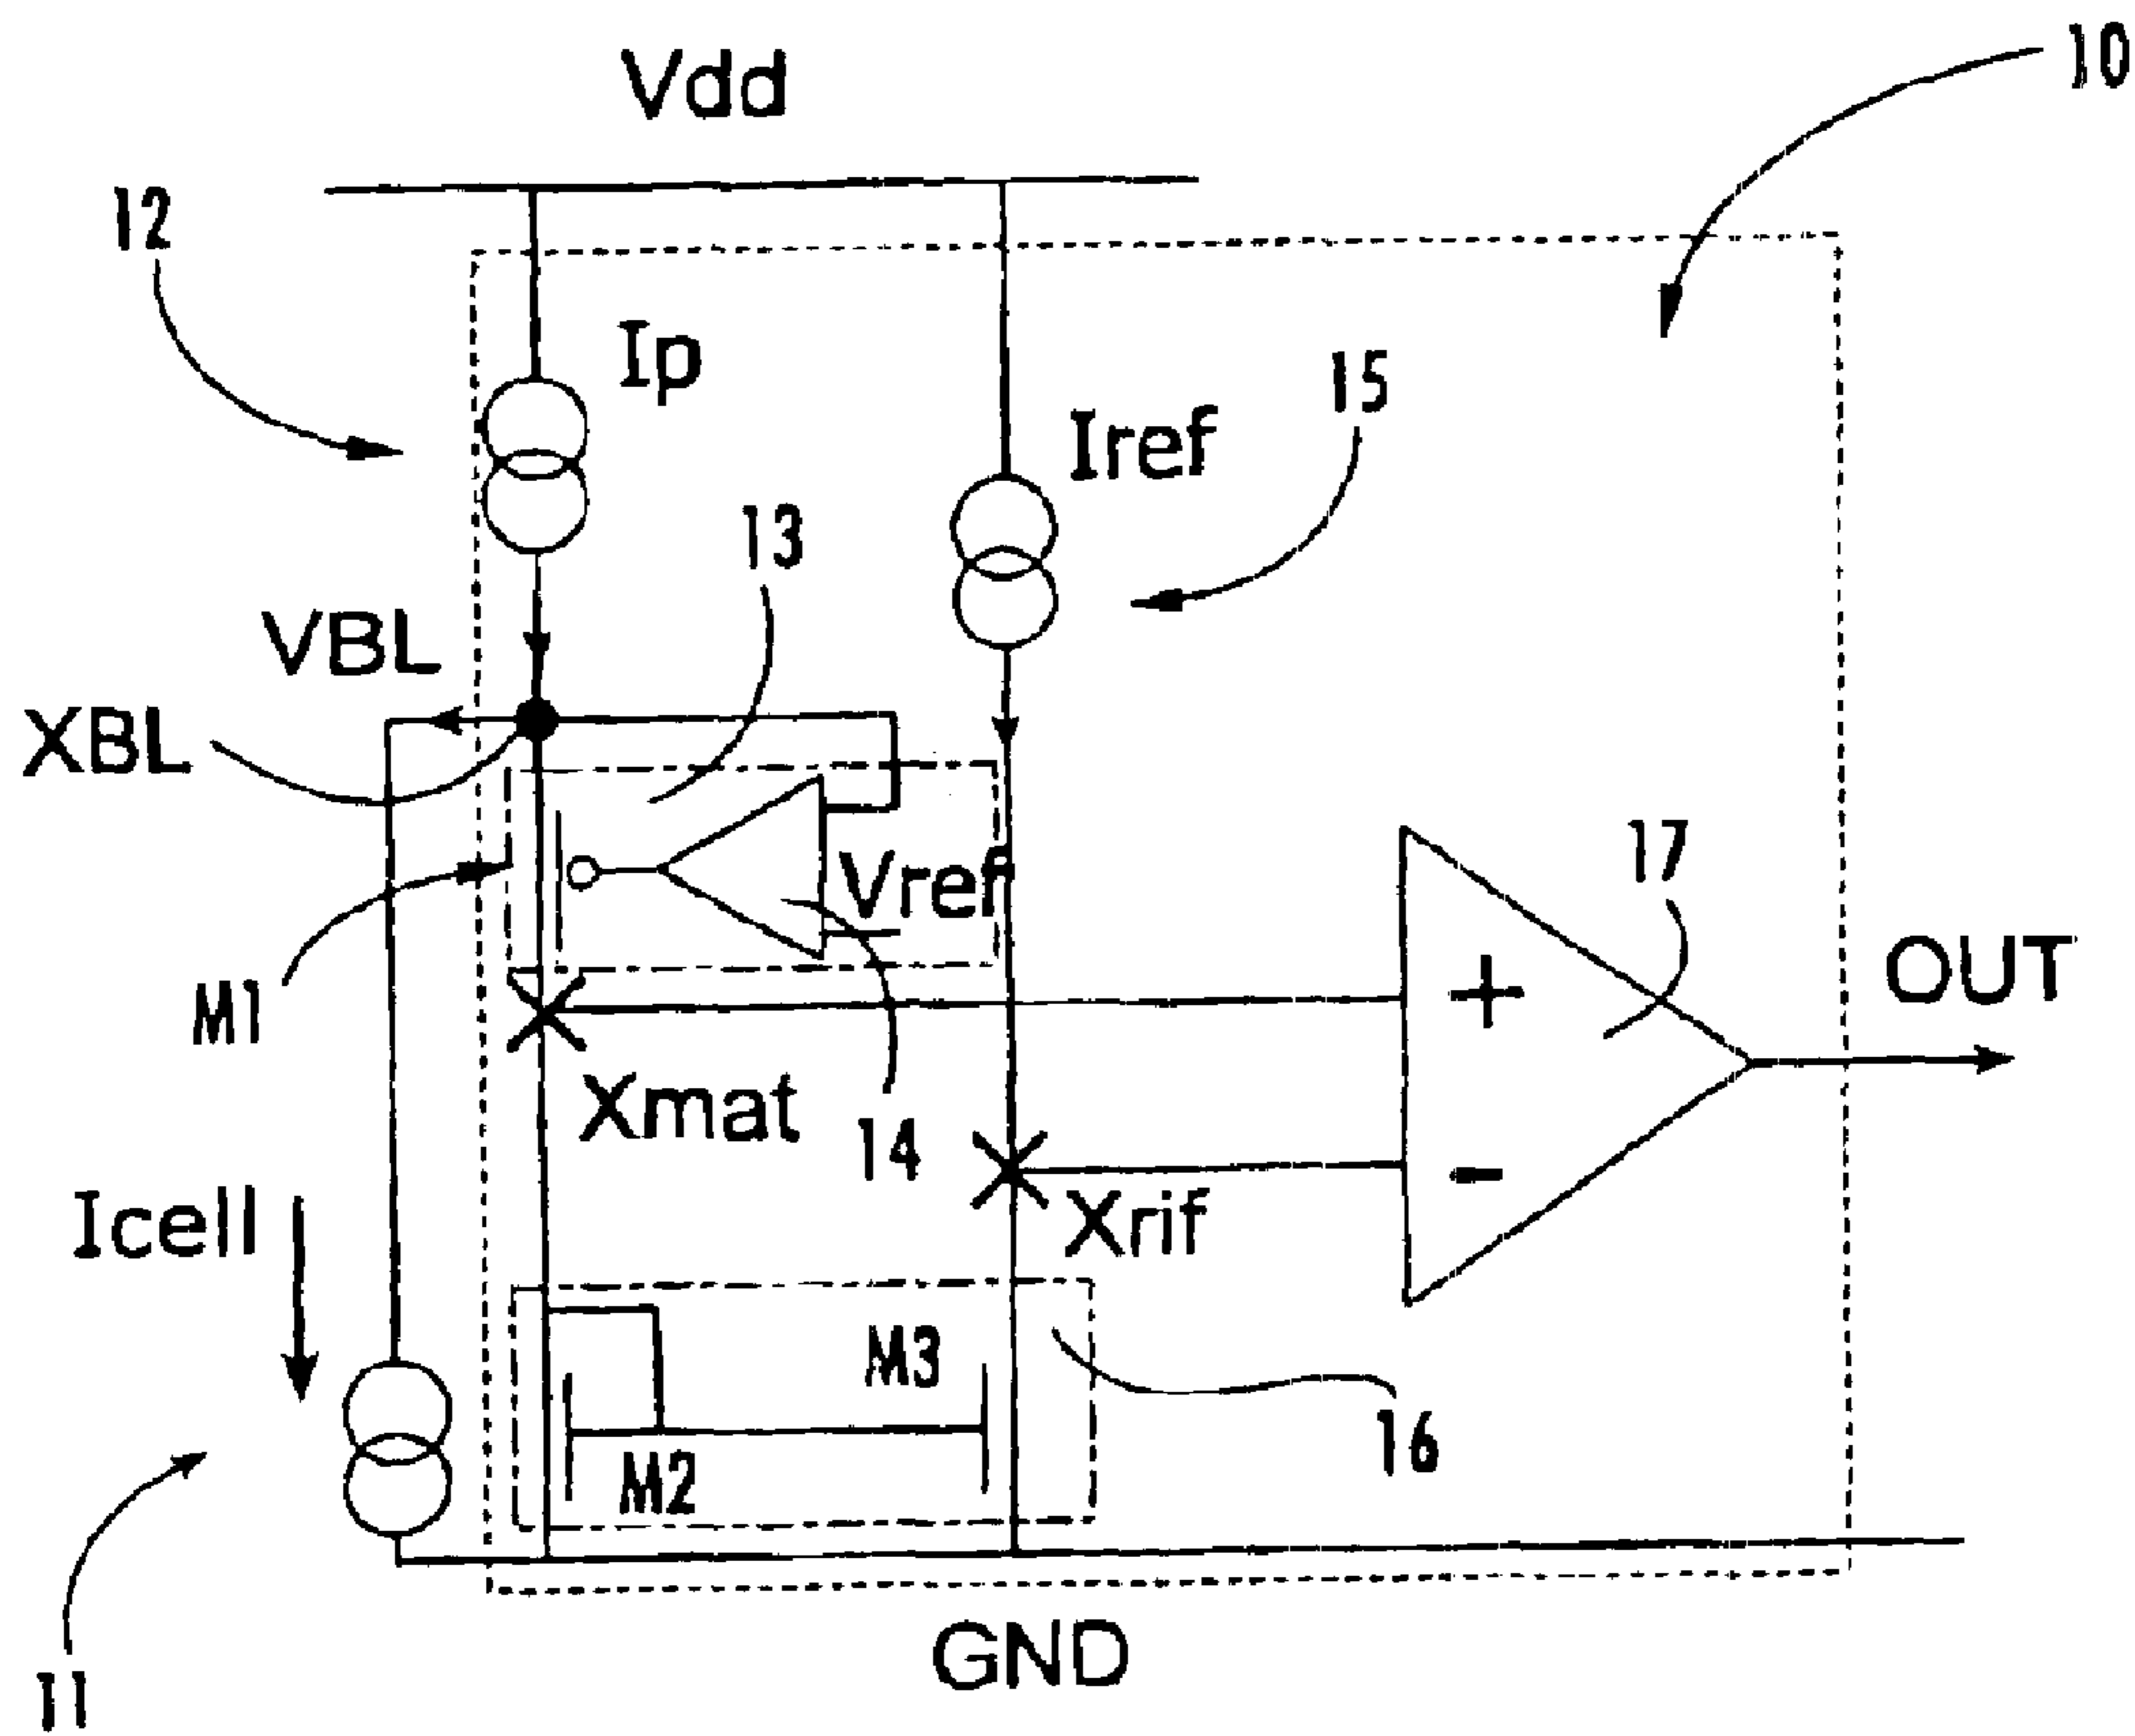 Vdd
10
12
Ip
15
Iref
13
VBL
XBL
Vref
17
+
OUT
M1
Xmat
14
-
Icell
Xrif
M3
M2
16
GND
11